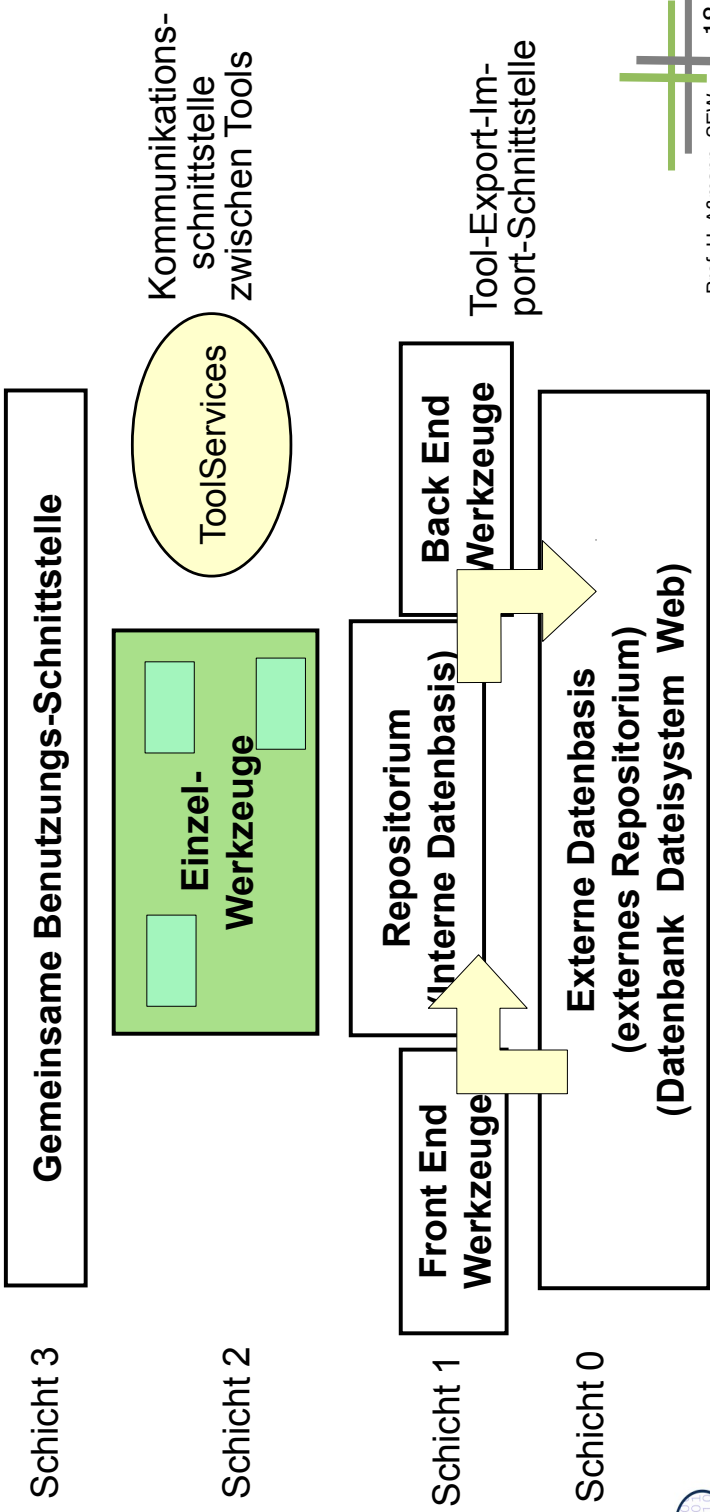 Schicht 3
Gemeinsame Benutzungs-Schnittstelle
Schicht 2
Einzel-
Werkzeuge
ToolServices
Kommunikations-
schnittstelle
zwischen Tools
Schicht 1
Front End
Werkzeuge
Repositorium
(Interne Datenbasis)
Back End
Werkzeuge
Tool-Export-Im-
port-Schnittstelle
Schicht 0
Externe Datenbasis
(externes Repositorium)
(Datenbank Dateisystem Web)